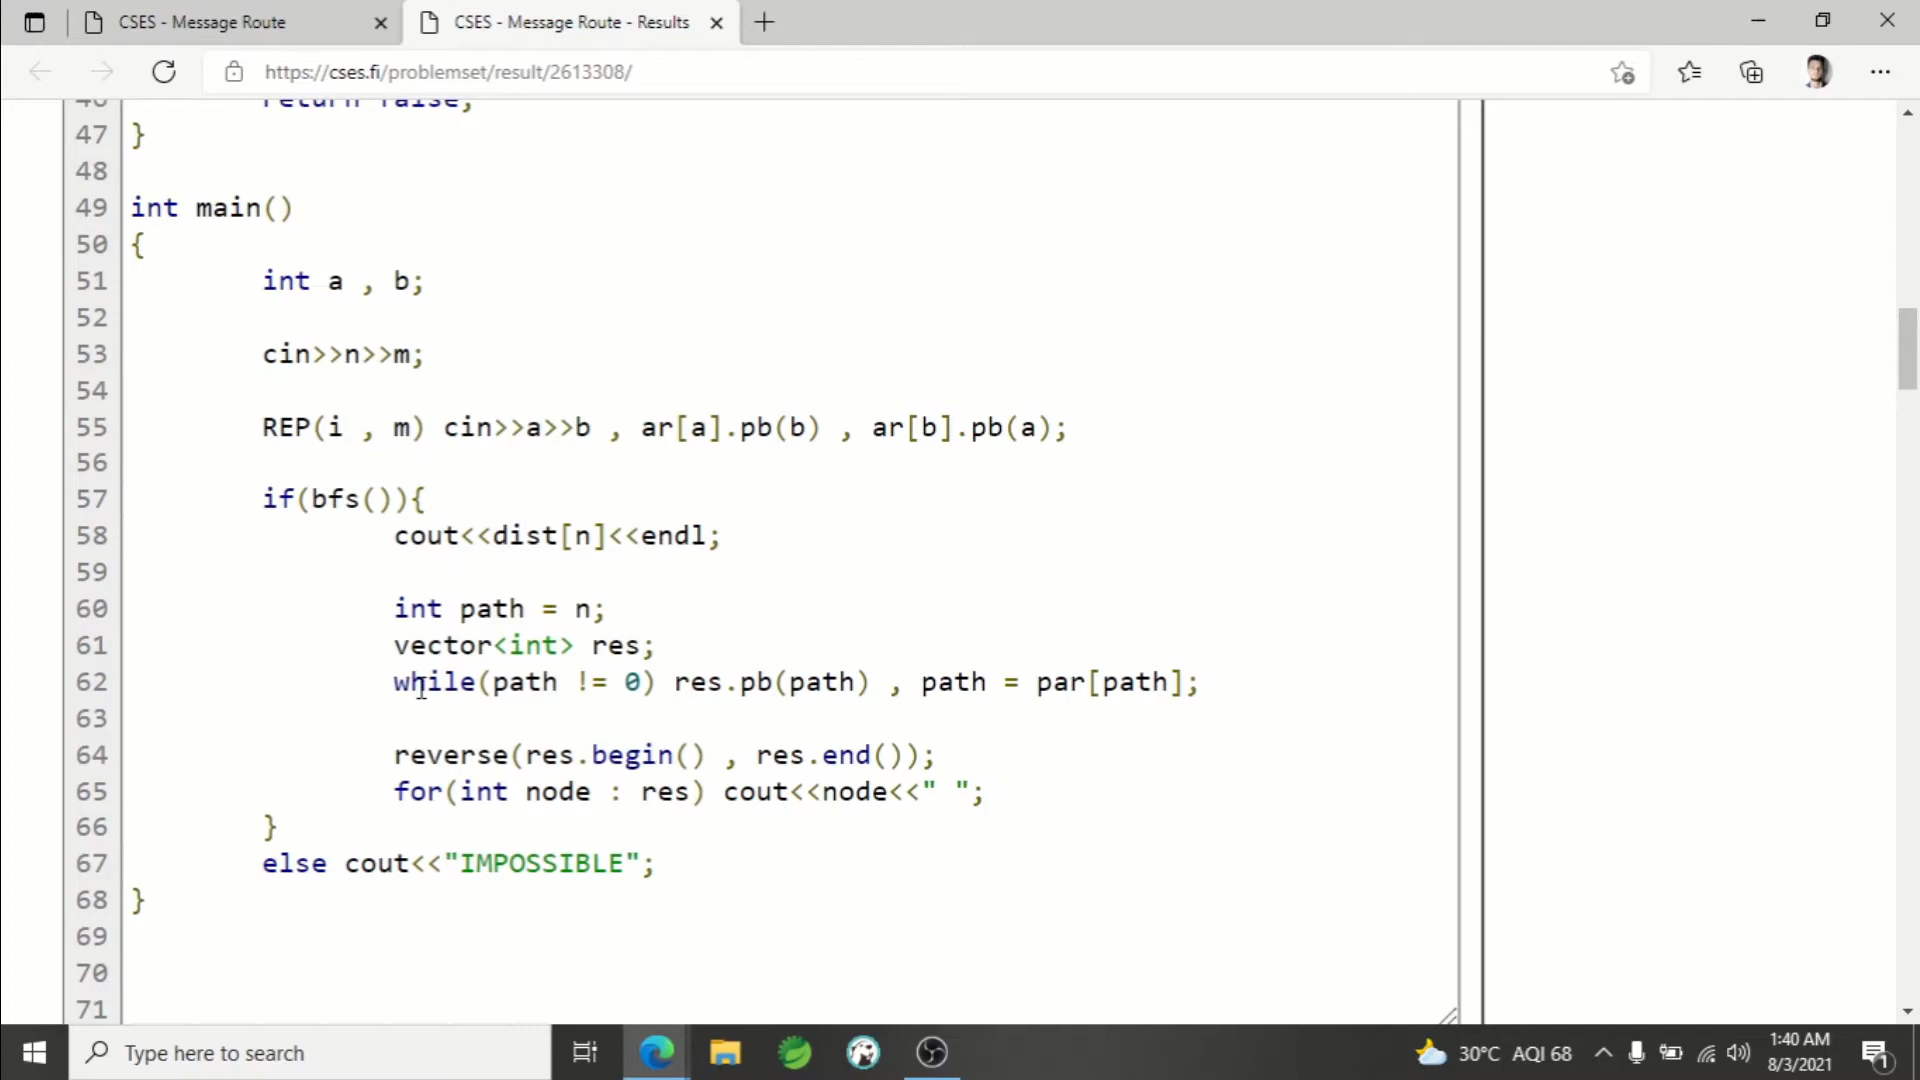 CSES - Message Route
CSES - Message Route - Results
https://cses.fi/problemset/result/2613308/
46 return false;
47 }
48
49 int main()
50 {
51 int a , b;
52
53 cin>>n>>m;
54
55 REP(i , m) cin>>a>>b , ar[a].pb(b) , ar[b].pb(a);
56
57 if(bfs()){
58 cout<<dist[n]<<endl;
59
60 int path = n;
61 vector<int> res;
62 while(path != 0) res.pb(path) , path = par[path];
63
64 reverse(res.begin() , res.end());
65 for(int node : res) cout<<node<<" ";
66 }
67 else cout<<"IMPOSSIBLE";
68 }
69
70
71
Type here to search
30°C AQI 68
1:40 AM
8/3/2021
1